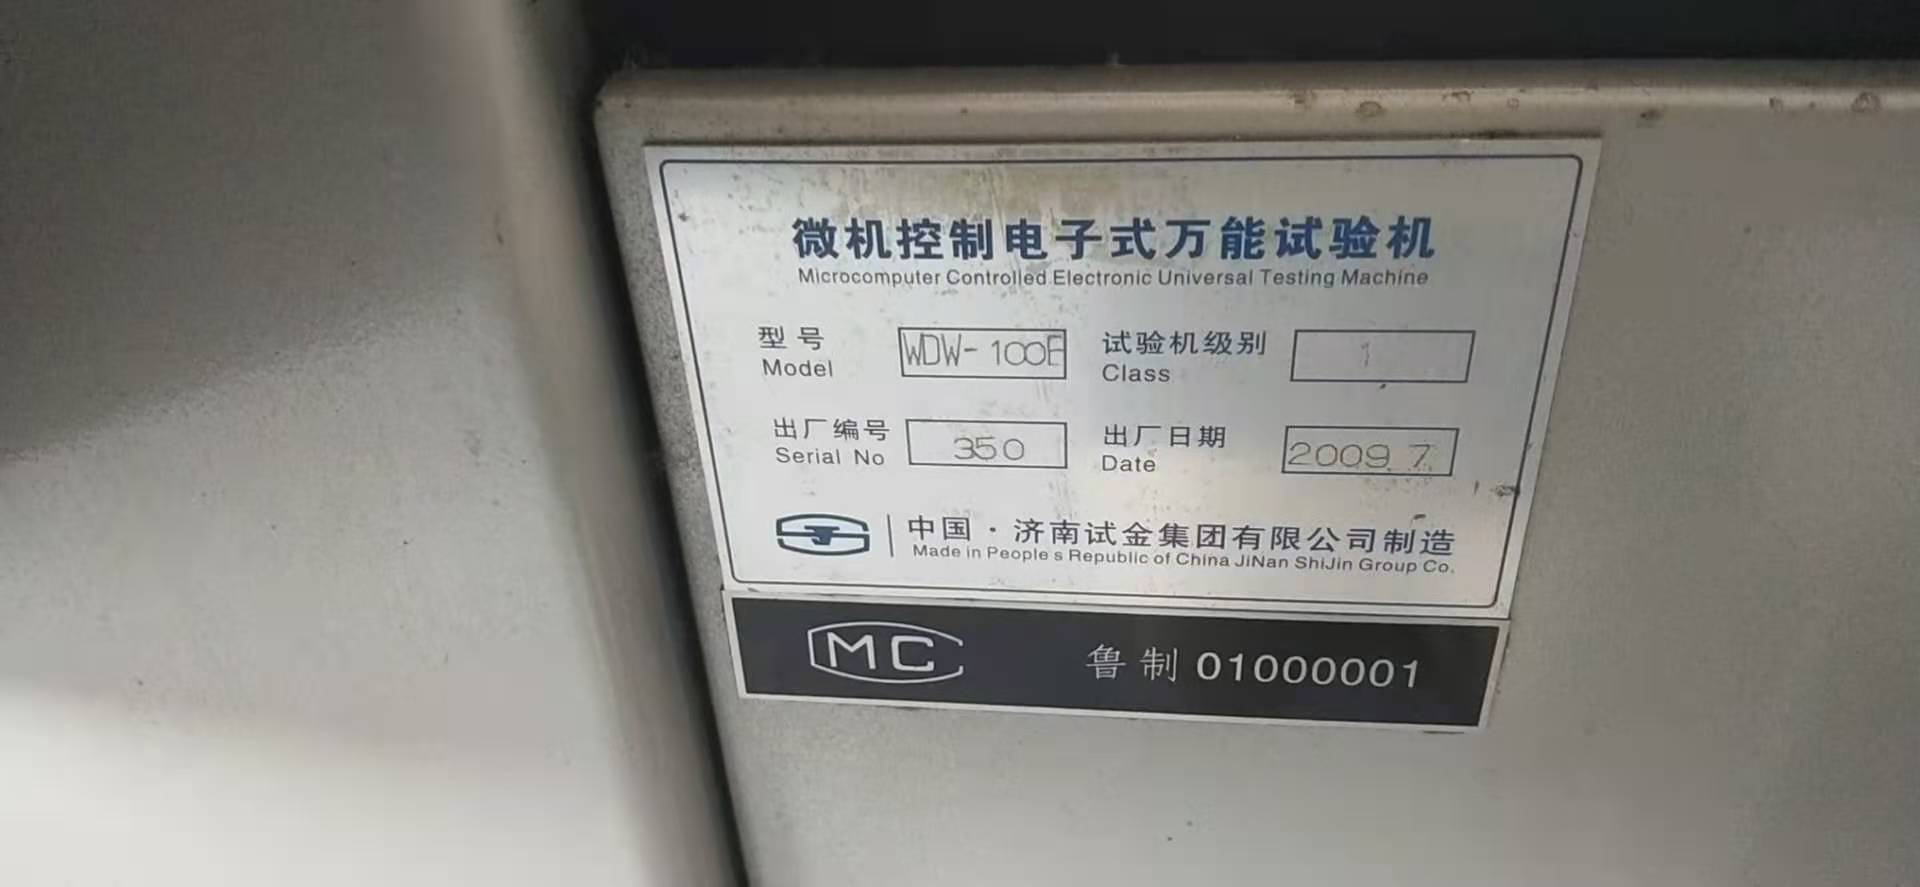 微机控制电子式万能试验机
Microcomputer Controlled Electronic Universal Testing Machine
型号 WDW-100E 试验机级别 1
Model Class
出厂编号 350 出厂日期 2009.7
Serial No Date
中国·济南试金集团有限公司制造
Made in People s Republic of China JiNan ShiJin Group Co.
MC 鲁制 01000001